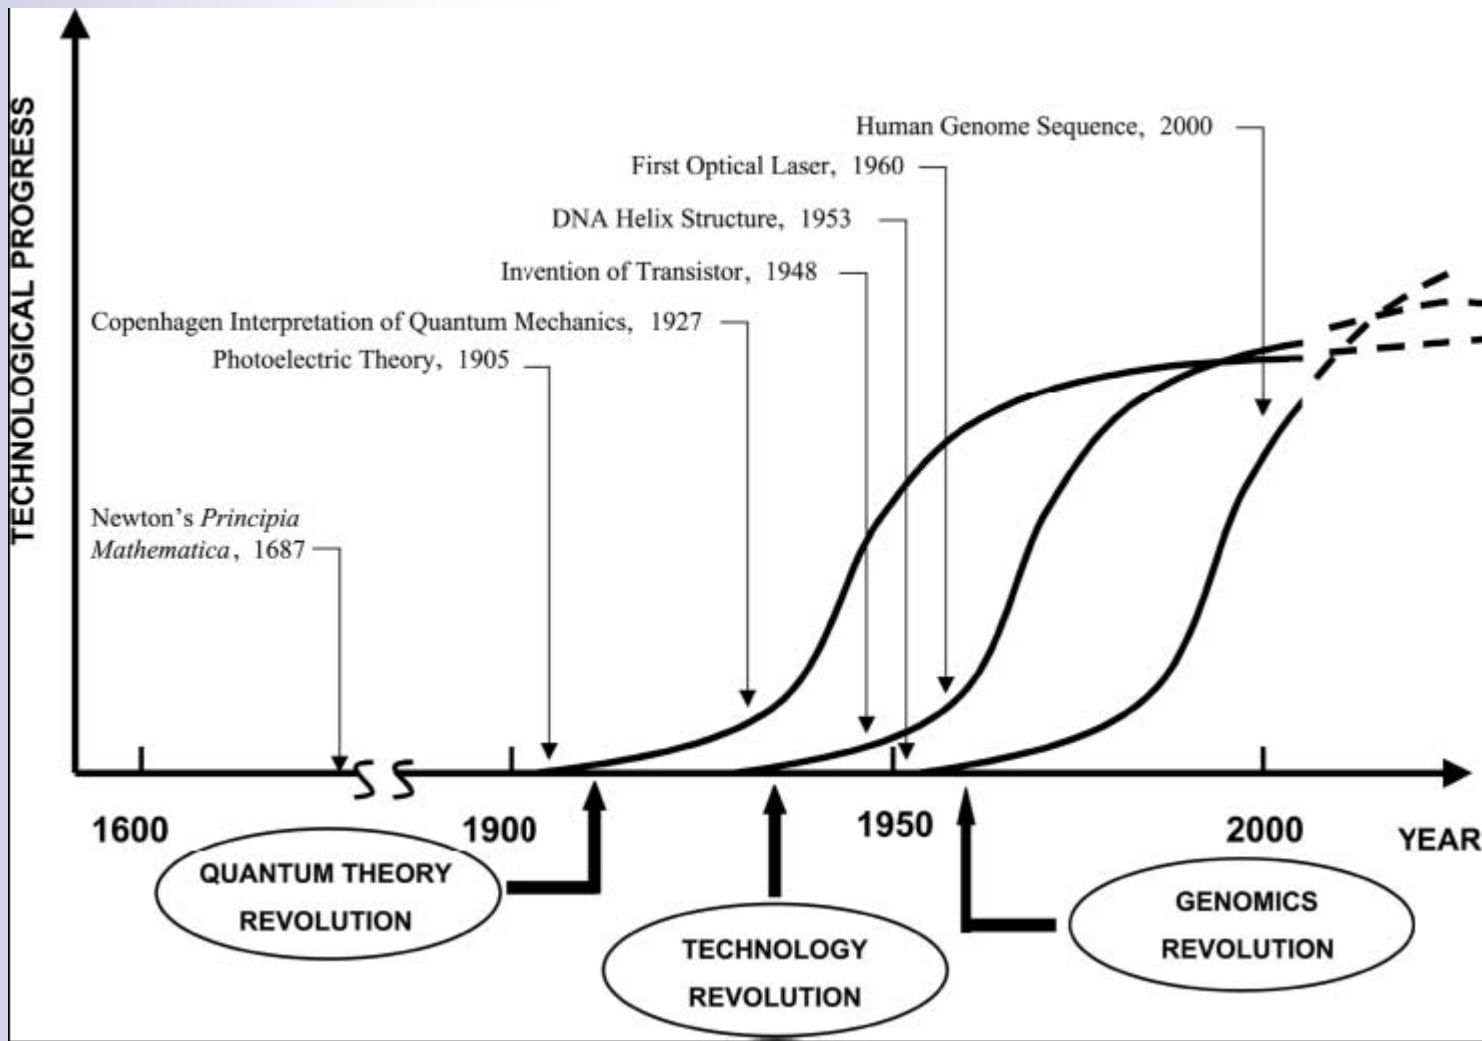 TECHNOLOGICAL PROGRESS
Human Genome Sequence, 2000
First Optical Laser, 1960
DNA Helix Structure, 1953
Invention of Transistor, 1948
Copenhagen Interpretation of Quantum Mechanics, 1927
Photoelectric Theory, 1905
Newton's Principia
Mathematica, 1687
1600
1900
1950
2000
YEAR
QUANTUM THEORY
REVOLUTION
TECHNOLOGY
REVOLUTION
GENOMICS
REVOLUTION